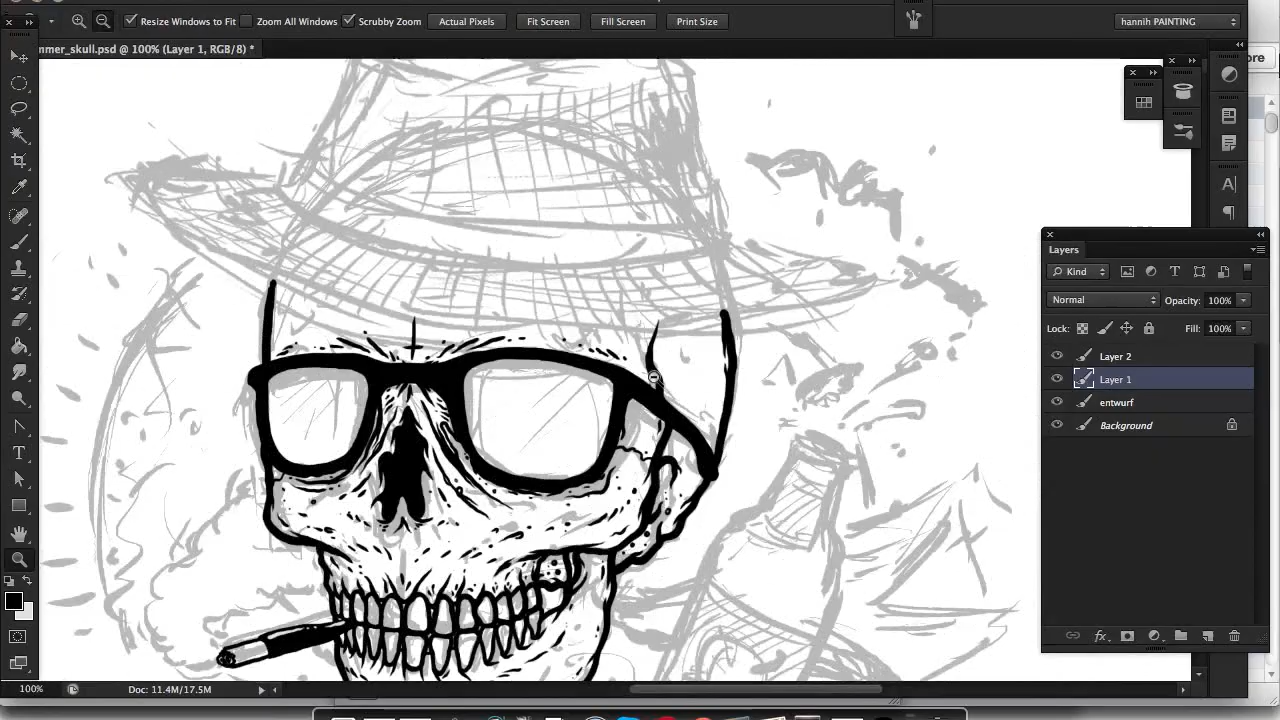 Resize Windows to Fit Zoom All Windows Scrubby Zoom Actual Pixels Fit Screen Fill Screen Print Size hannih PAINTING
mmer_skull.psd @ 100% (Layer 1, RGB/8) *
ore
Layers
Kind
Normal Opacity: 100%
Lock: Fill: 100%
Layer 2
Layer 1
entwurf
Background
100% Doc: 11.4M/17.5M